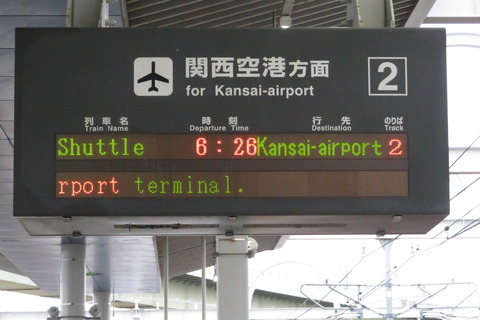 関西空港方面 2
for Kansai-airport
列車名 時刻 行先 のりば
Train Name Departure Time Destination Track
Shuttle 6:26 Kansai-airport 2
rport terminal.